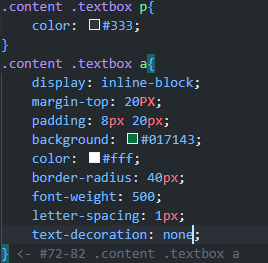 .content .textbox p{
color: #333;
}
.content .textbox a{
display: inline-block;
margin-top: 20PX;
padding: 8px 20px;
background: #017143;
color: #fff;
border-radius: 40px;
font-weight: 500;
letter-spacing: 1px;
text-decoration: none;
} <- #72-82 .content .textbox a